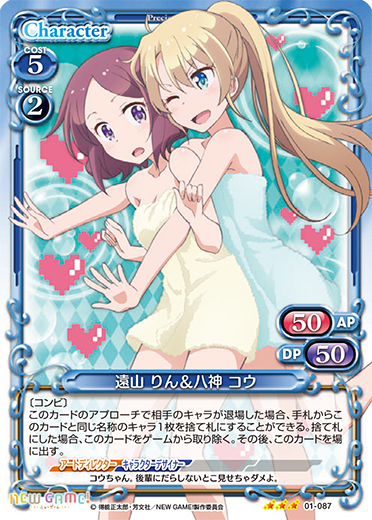 Character
Preci
COST
5
SOURCE
2
50 AP
DP 50
遠山 りん&八神 コウ
【コンビ】
このカードのアプローチで相手のキャラが退場した場合、手札からこ
のカードと同じ名称のキャラ1枚を捨て札にすることができる。捨て札
にした場合、このカードをゲームから取り除く。その後、このカードを場
に出す。
アートディレクター キャラクターデザイナー
コウちゃん、後輩にだらしないとこ見せちゃダメよ。
NEW GAME!
© 得能正太郎・芳文社/NEW GAME!製作委員会
01-087